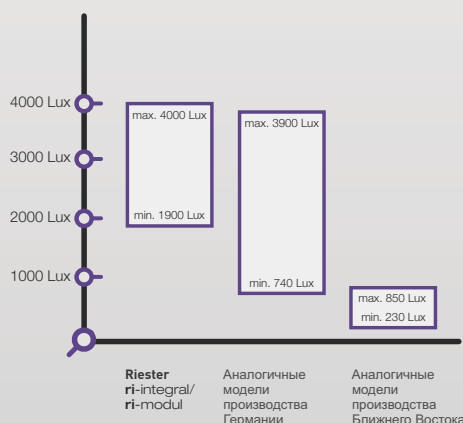 4000 Lux
3000 Lux
2000 Lux
1000 Lux
max. 4000 Lux
min. 1900 Lux
max. 3900 Lux
min. 740 Lux
max. 850 Lux
min. 230 Lux
Riester
ri-integral/
ri-modul
Аналогичные
модели
производства
Германии
Аналогичные
модели
производства
Ближнего Востока